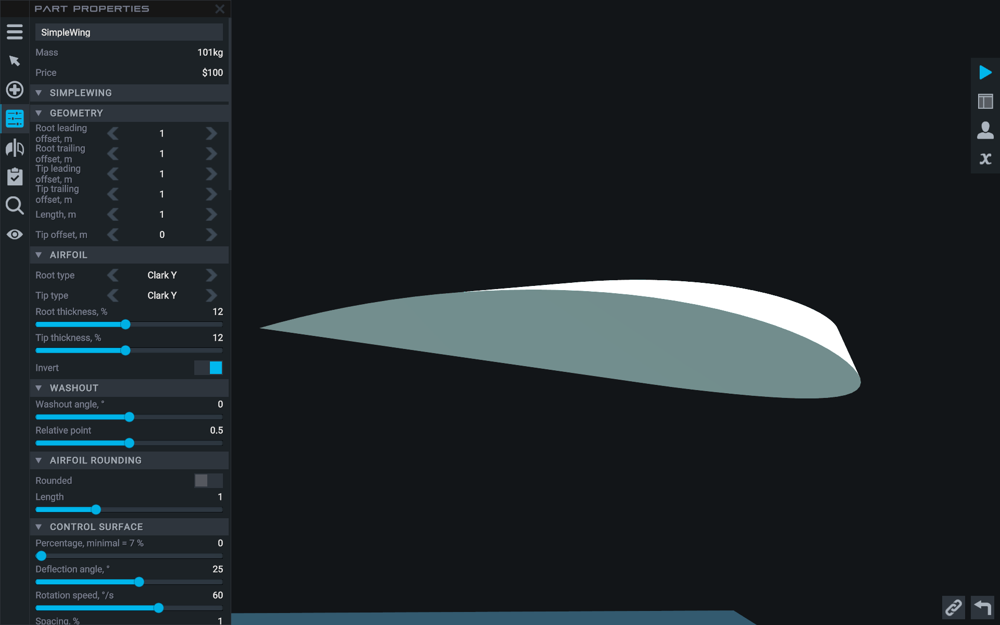 PART PROPERTIES
SimpleWing
Mass 101kg
Price $100
SIMPLEWING
GEOMETRY
Root leading
offset, m 1
Root trailing
offset, m 1
Tip leading
offset, m 1
Tip trailing
offset, m 1
Length, m 1
Tip offset, m 0
AIRFOIL
Root type Clark Y
Tip type Clark Y
Root thickness, % 12
Tip thickness, % 12
Invert
WASHOUT
Washout angle, ° 0
Relative point 0.5
AIRFOIL ROUNDING
Rounded
Length 1
CONTROL SURFACE
Percentage, minimal = 7 % 0
Deflection angle, ° 25
Rotation speed, °/s 60
Spacing, % 1